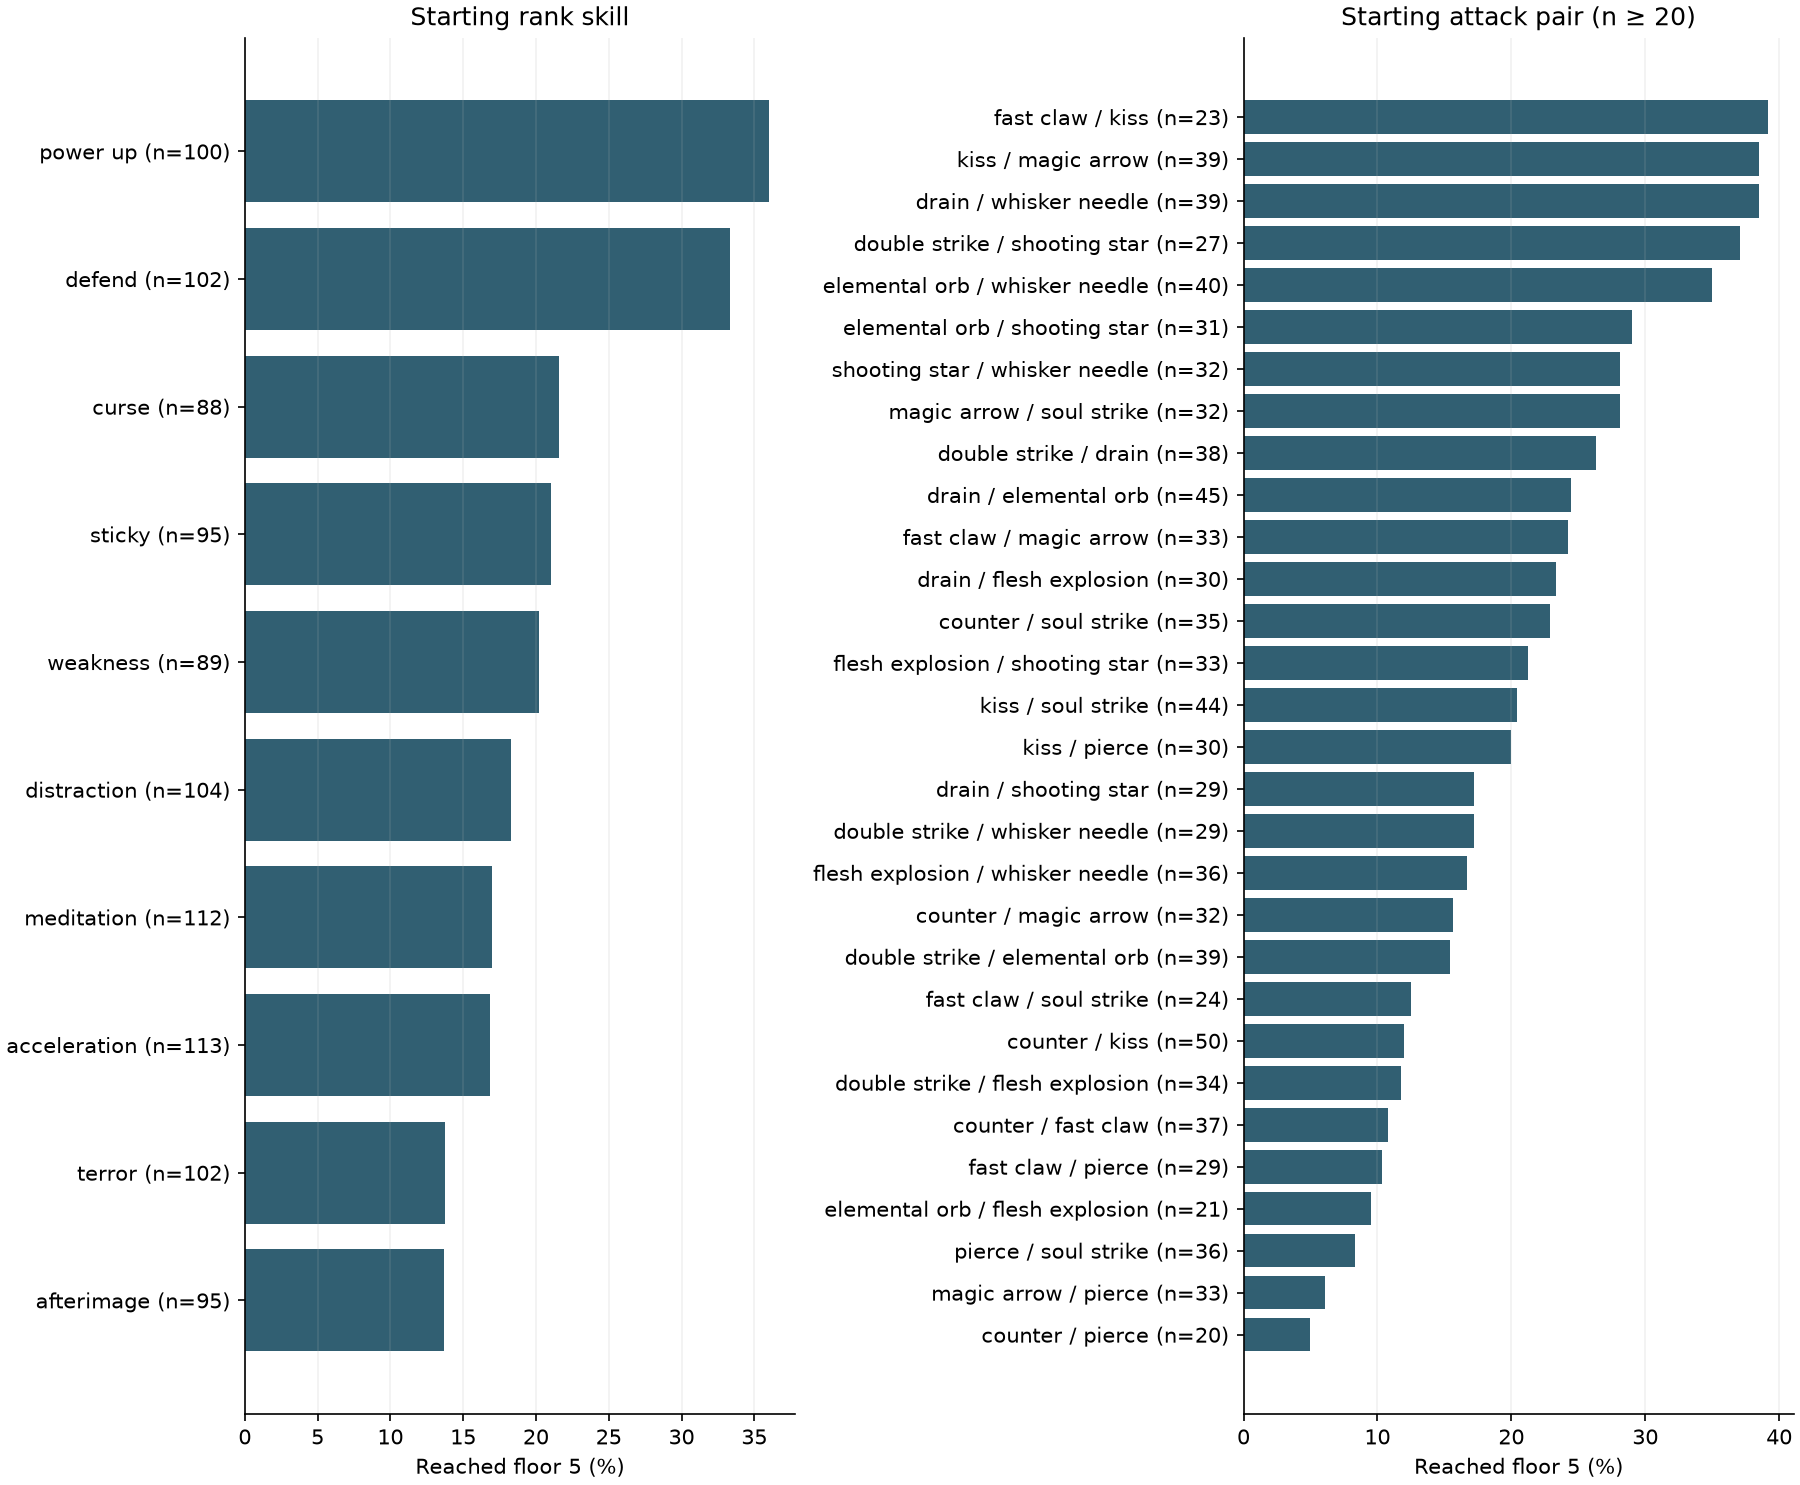 Starting rank skill
power up (n=100)
defend (n=102)
curse (n=88)
sticky (n=95)
weakness (n=89)
distraction (n=104)
meditation (n=112)
acceleration (n=113)
terror (n=102)
afterimage (n=95)
0 5 10 15 20 25 30 35
Reached floor 5 (%)
Starting attack pair (n ≥ 20)
fast claw / kiss (n=23)
kiss / magic arrow (n=39)
drain / whisker needle (n=39)
double strike / shooting star (n=27)
elemental orb / whisker needle (n=40)
elemental orb / shooting star (n=31)
shooting star / whisker needle (n=32)
magic arrow / soul strike (n=32)
double strike / drain (n=38)
drain / elemental orb (n=45)
fast claw / magic arrow (n=33)
drain / flesh explosion (n=30)
counter / soul strike (n=35)
flesh explosion / shooting star (n=33)
kiss / soul strike (n=44)
kiss / pierce (n=30)
drain / shooting star (n=29)
double strike / whisker needle (n=29)
flesh explosion / whisker needle (n=36)
counter / magic arrow (n=32)
double strike / elemental orb (n=39)
fast claw / soul strike (n=24)
counter / kiss (n=50)
double strike / flesh explosion (n=34)
counter / fast claw (n=37)
fast claw / pierce (n=29)
elemental orb / flesh explosion (n=21)
pierce / soul strike (n=36)
magic arrow / pierce (n=33)
counter / pierce (n=20)
0 10 20 30 40
Reached floor 5 (%)